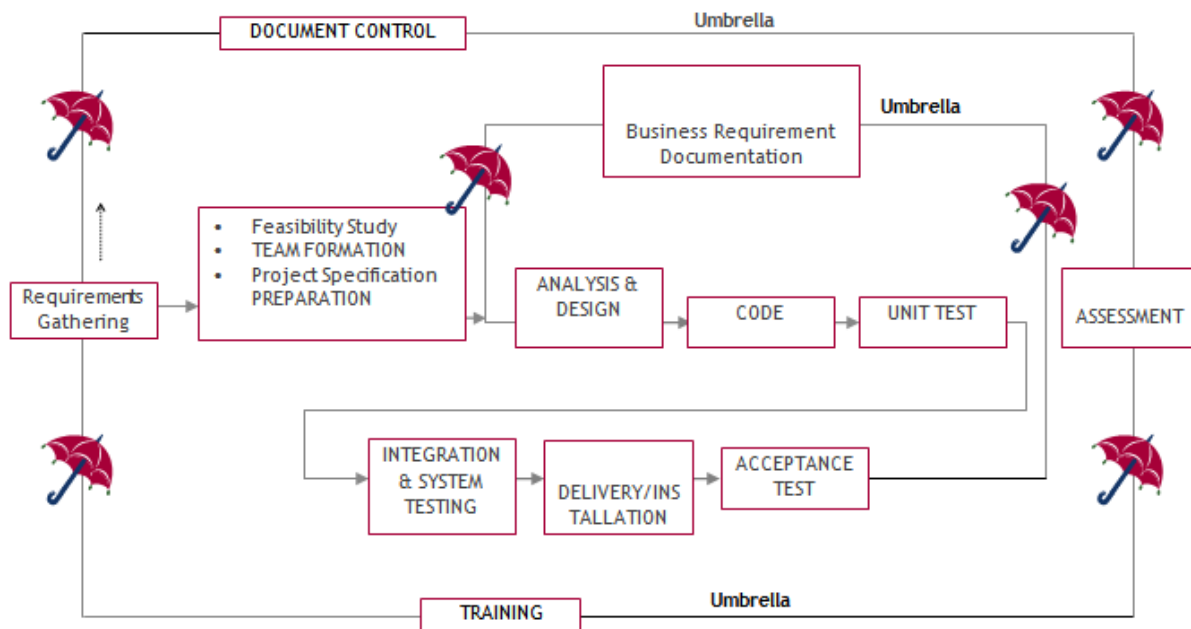 Umbrella
DOCUMENT CONTROL
Umbrella
Business Requirement
Documentation
• Feasibility Study
• TEAM FORMATION
• Project Specification
PREPARATION
Requirements
Gathering
ANALYSIS &
DESIGN
CODE
UNIT TEST
ASSESSMENT
INTEGRATION
& SYSTEM
TESTING
DELIVERY/INS
TALLATION
ACCEPTANCE
TEST
TRAINING
Umbrella